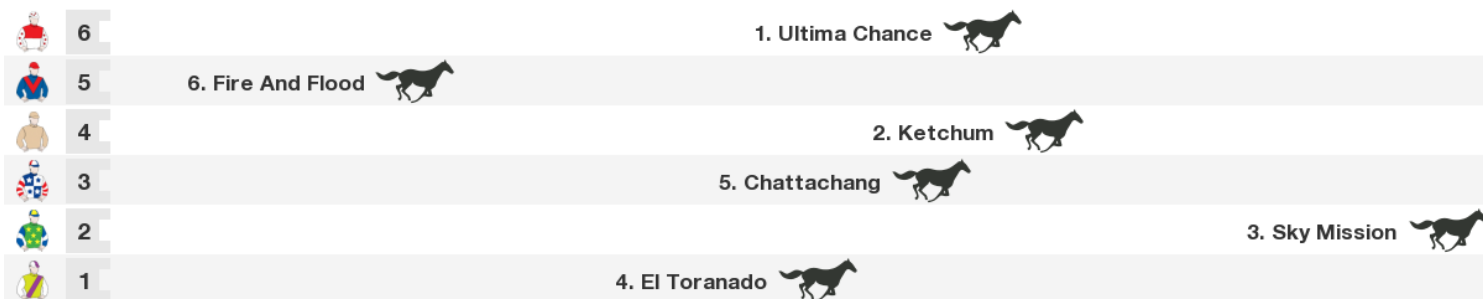 6 1. Ultima Chance
5 6. Fire And Flood
4 2. Ketchum
3 5. Chattachang
2 3. Sky Mission
1 4. El Toranado